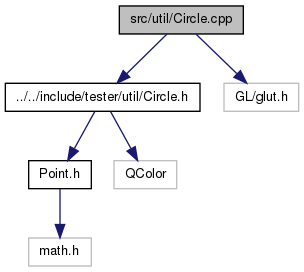 src/util/Circle.cpp
../../include/tester/util/Circle.h
GL/glut.h
Point.h
QColor
math.h